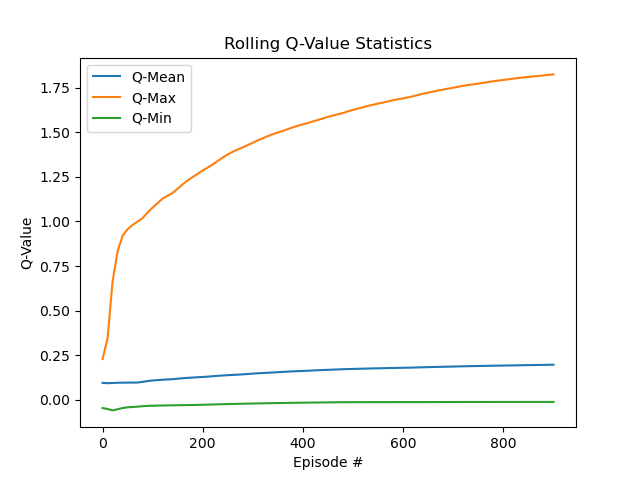 Rolling Q-Value Statistics
Q-Mean
Q-Max
Q-Min
Q-Value
1.75
1.50
1.25
1.00
0.75
0.50
0.25
0.00
0 200 400 600 800
Episode #